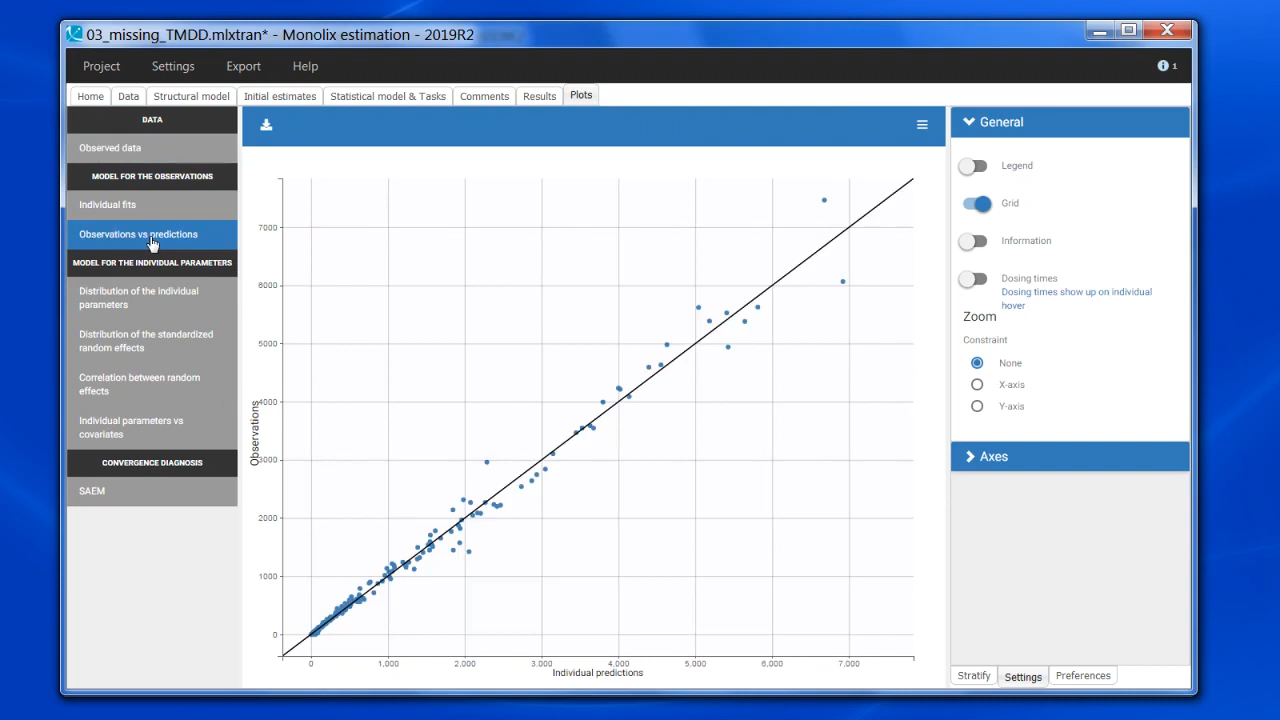 03_missing_TMDD.mlxtran* - Monolix estimation - 2019R2
Project Settings Export Help
1
Home Data Structural model Initial estimates Statistical model & Tasks Comments Results Plots
DATA
Observed data
MODEL FOR THE OBSERVATIONS
Individual fits
Observations vs predictions
MODEL FOR THE INDIVIDUAL PARAMETERS
Distribution of the individual
parameters
Distribution of the standardized
random effects
Correlation between random
effects
Individual parameters vs
covariates
CONVERGENCE DIAGNOSIS
SAEM
7000
6000
5000
4000
3000
2000
1000
0
Observations
0 1,000 2,000 3,000 4,000 5,000 6,000 7,000
Individual predictions
General
Legend
Grid
Information
Dosing times
Dosing times show up on individual
hover
Zoom
Constraint
None
X-axis
Y-axis
Axes
Stratify Settings Preferences